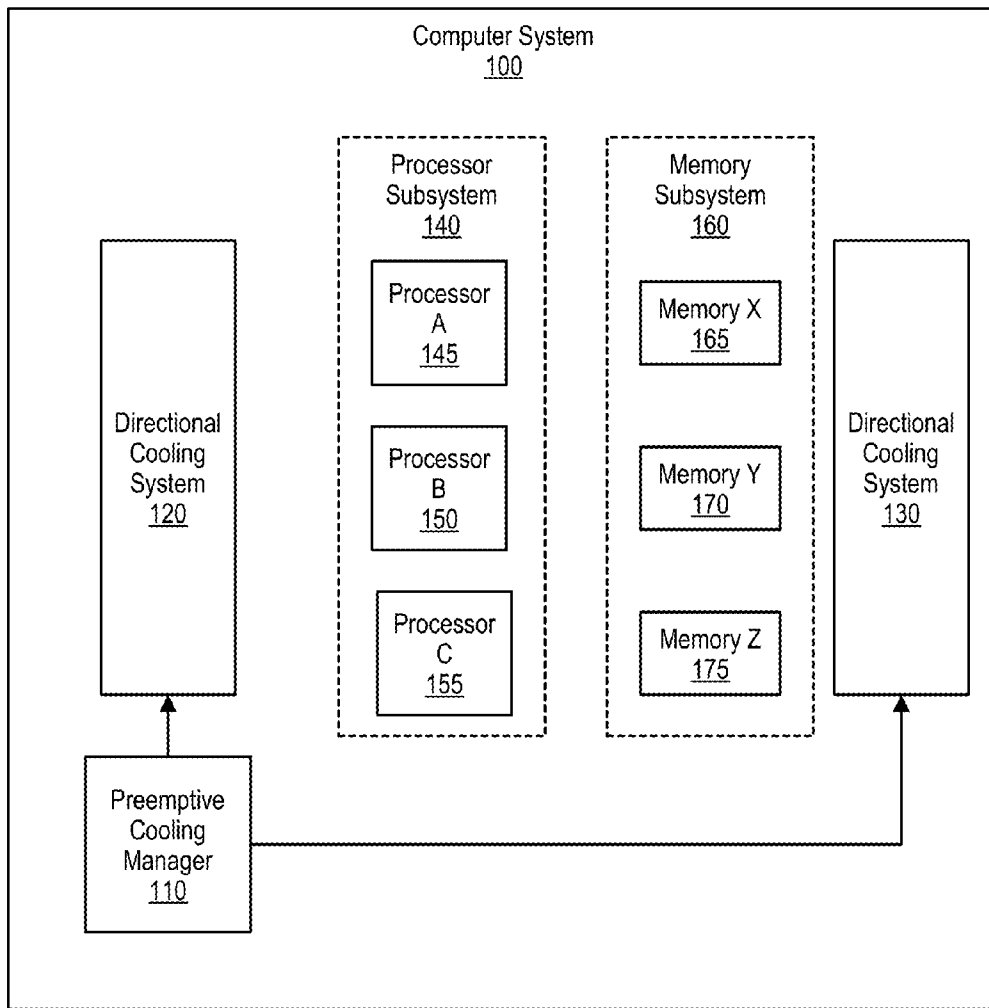 Computer System
100
Processor
Subsystem
140
Processor
A
145
Processor
B
150
Processor
C
155
Memory
Subsystem
160
Memory X
165
Memory Y
170
Memory Z
175
Directional
Cooling
System
120
Directional
Cooling
System
130
Preemptive
Cooling
Manager
110